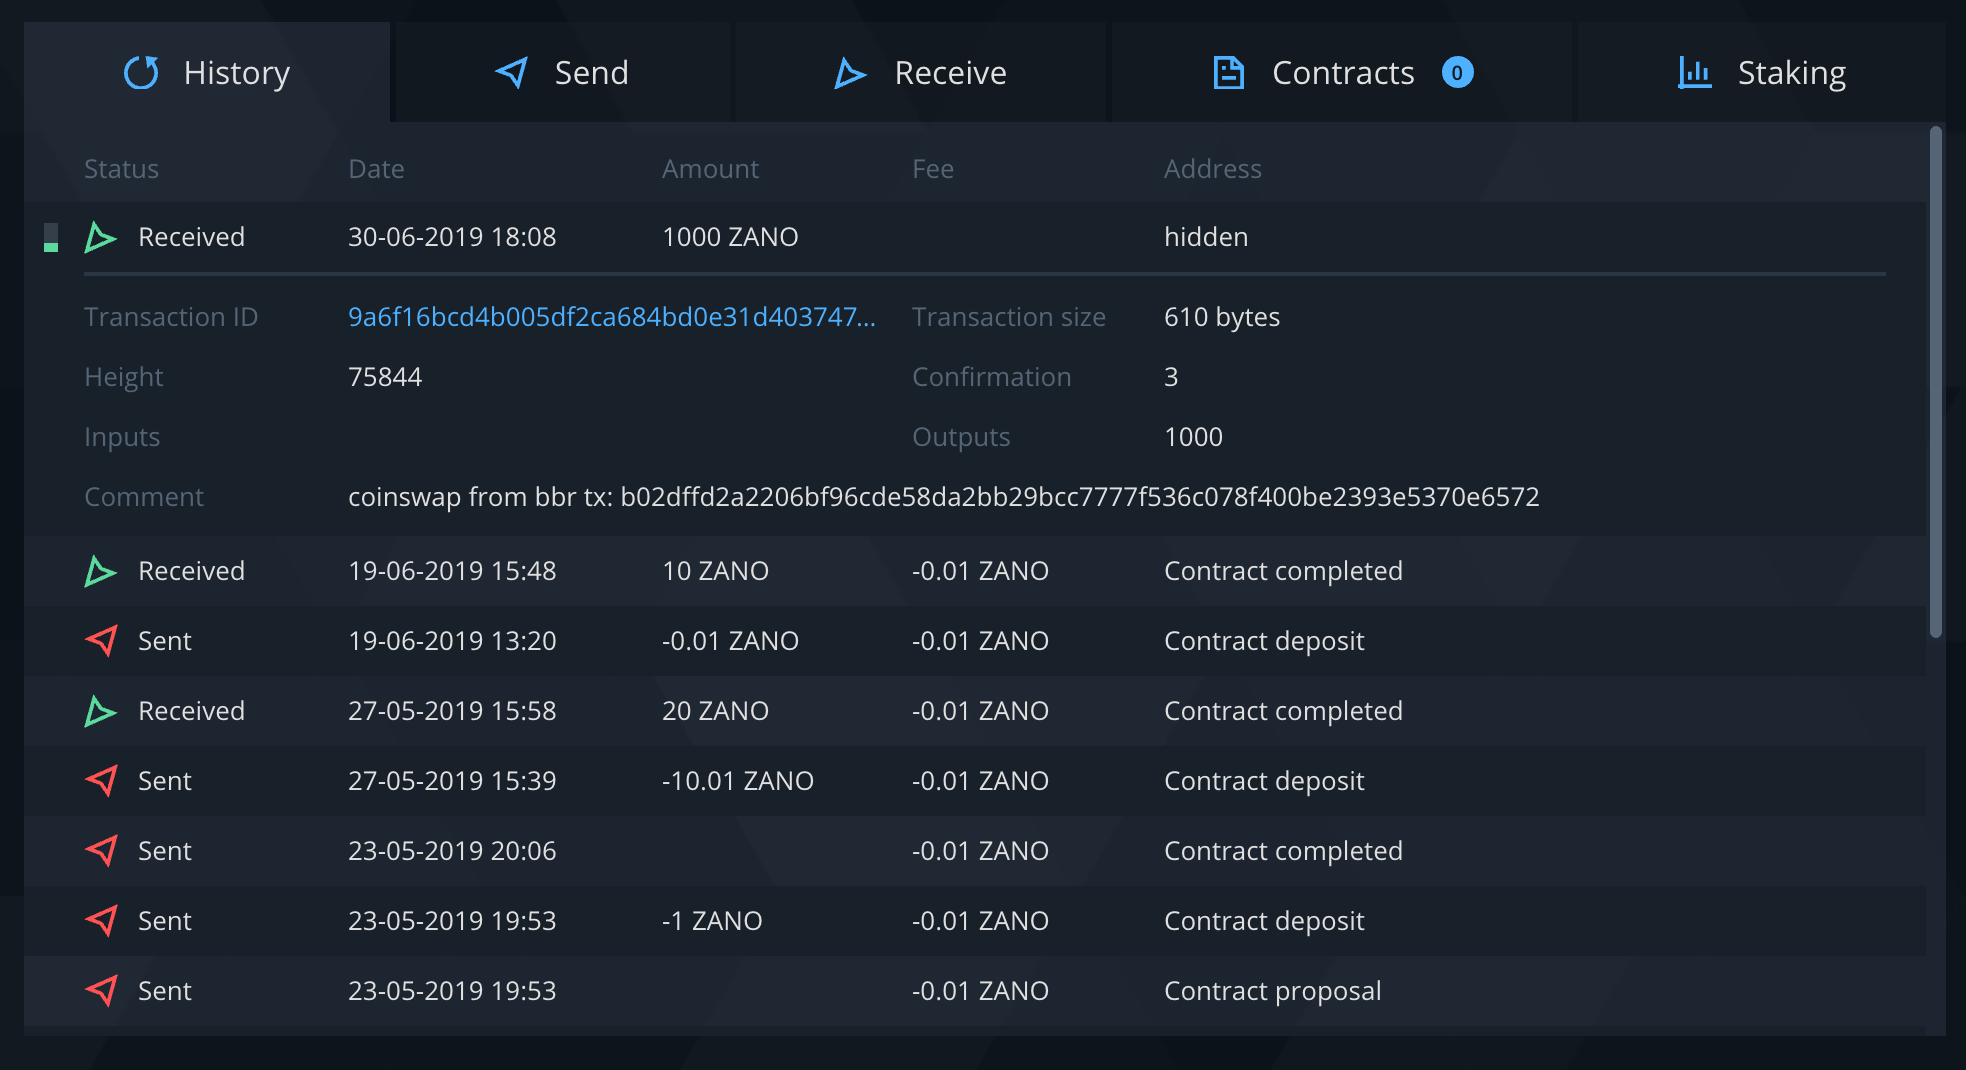 History Send Receive Contracts 0 Staking
Status Date Amount Fee Address
Received 30-06-2019 18:08 1000 ZANO hidden
Transaction ID 9a6f16bcd4b005df2ca684bd0e31d403747... Transaction size 610 bytes
Height 75844 Confirmation 3
Inputs Outputs 1000
Comment coinswap from bbr tx: b02dffd2a2206bf96cde58da2bb29bcc7777f536c078f400be2393e5370e6572
Received 19-06-2019 15:48 10 ZANO -0.01 ZANO Contract completed
Sent 19-06-2019 13:20 -0.01 ZANO -0.01 ZANO Contract deposit
Received 27-05-2019 15:58 20 ZANO -0.01 ZANO Contract completed
Sent 27-05-2019 15:39 -10.01 ZANO -0.01 ZANO Contract deposit
Sent 23-05-2019 20:06 -0.01 ZANO Contract completed
Sent 23-05-2019 19:53 -1 ZANO -0.01 ZANO Contract deposit
Sent 23-05-2019 19:53 -0.01 ZANO Contract proposal